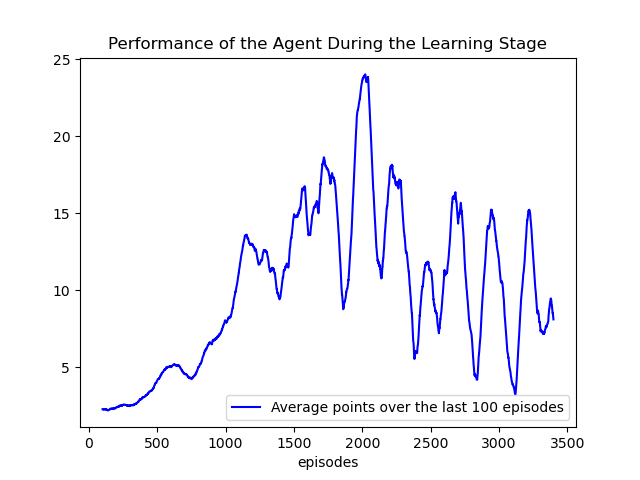 Performance of the Agent During the Learning Stage
25
20
15
10
5
Average points over the last 100 episodes
0 500 1000 1500 2000 2500 3000 3500
episodes